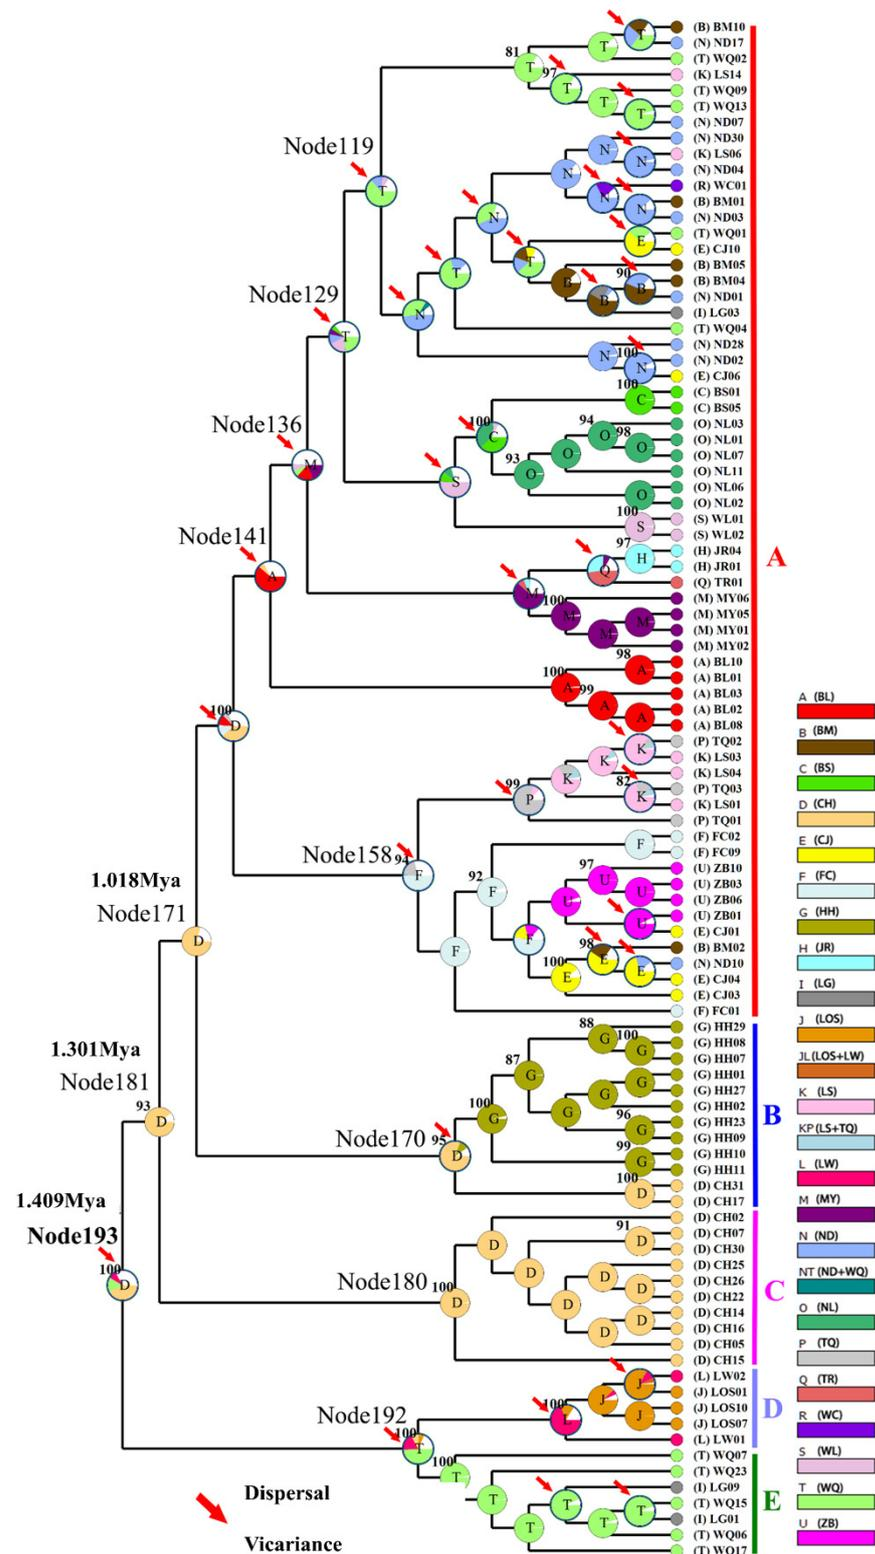 (B) BM10
(N) ND17
(T) WQ02
(K) LS14
(T) WQ09
(T) WQ13
(N) ND07
(N) ND30
(K) LS06
(N) ND04
(R) WC01
(B) BM01
(N) ND03
(T) WQ01
(E) CJ10
(B) BM05
(B) BM04
(N) ND01
(I) LG03
(T) WQ04
(N) ND28
(N) ND02
(E) CJ06
(C) BS01
(C) BS05
(O) NL03
(O) NL01
(O) NL07
(O) NL11
(O) NL06
(O) NL02
(S) WL01
(S) WL02
(H) JR04
(H) JR01
(Q) TR01
(M) MY06
(M) MY05
(M) MY01
(M) MY02
(A) BL10
(A) BL01
(A) BL03
(A) BL02
(A) BL08
(P) TQ02
(K) LS03
(K) LS04
(P) TQ03
(K) LS01
(P) TQ01
(F) FC02
(F) FC09
(U) ZB10
(U) ZB03
(U) ZB06
(U) ZB01
(E) CJ01
(B) BM02
(N) ND10
(E) CJ04
(E) CJ03
(F) FC01
(G) HH29
(G) HH08
(G) HH07
(G) HH01
(G) HH27
(G) HH02
(G) HH23
(G) HH09
(G) HH10
(G) HH11
(D) CH31
(D) CH17
(D) CH02
(D) CH07
(D) CH30
(D) CH25
(D) CH26
(D) CH22
(D) CH14
(D) CH16
(D) CH05
(D) CH15
(L) LW02
(J) LOS01
(J) LOS10
(J) LOS07
(L) LW01
(T) WQ07
(T) WQ23
(I) LG09
(T) WQ15
(I) LG01
(T) WQ06
(T) WQ17
Node119
Node129
Node136
Node141
Node158
1.018Mya
Node171
1.301Mya
Node181
Node170
1.409Mya
Node193
Node180
Node192
A
B
C
D
E
Dispersal
Vicariance
A (BL)
B (BM)
C (BS)
D (CH)
E (CJ)
F (FC)
G (HH)
H (JR)
I (LG)
J (LOS)
JL(LOS+LW)
K (LS)
KP(LS+TQ)
L (LW)
M (MY)
N (ND)
NT(ND+WQ)
O (NL)
P (TQ)
Q (TR)
R (WC)
S (WL)
T (WQ)
U (ZB)
81
97
90
100
100
100
94
98
93
100
97
100
98
100
99
100
99
82
94
92
97
98
100
88
100
87
100
96
95
99
100
93
91
100
100
100
100
100